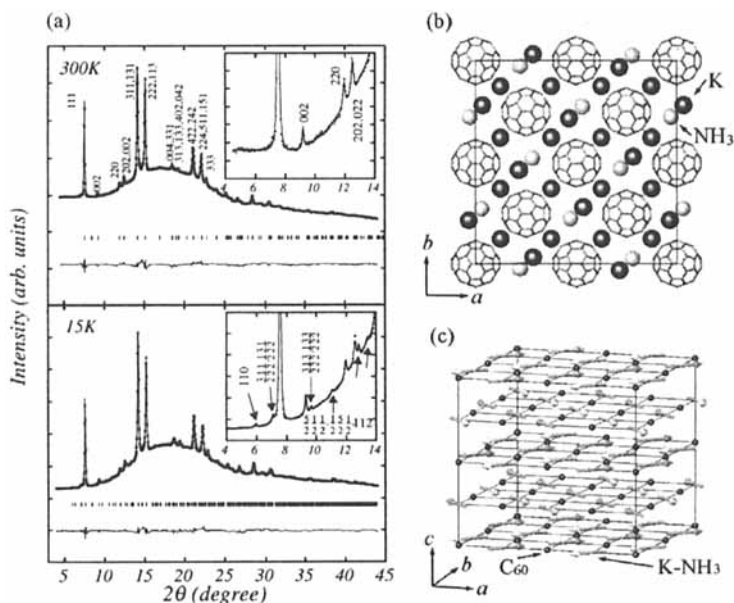 (a)
300K
111
002
220
202,002
311,131
222,113
004,331
313,133,402,042
422,242
224,511,151
333
220
002
202,022
4 6 8 10 12 14
Intensity (arb. units)
15K
110
412
4 6 8 10 12 14
5 10 15 20 25 30 35 40 45
2θ (degree)
(b)
K
NH3
b
a
(c)
c
b
a
C60
K-NH3